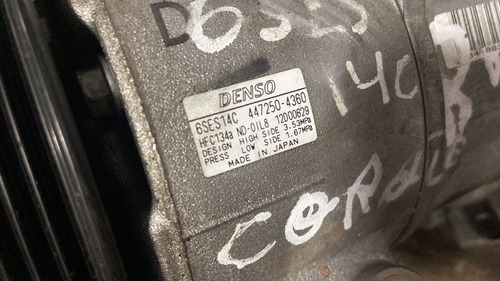 D6SES
14C
DENSO
6SES14C 447250-4360
HFC134a ND-OIL8 12000629
DESIGN HIGH SIDE 3.53MPa
PRESS LOW SIDE 1.67MPa
MADE IN JAPAN